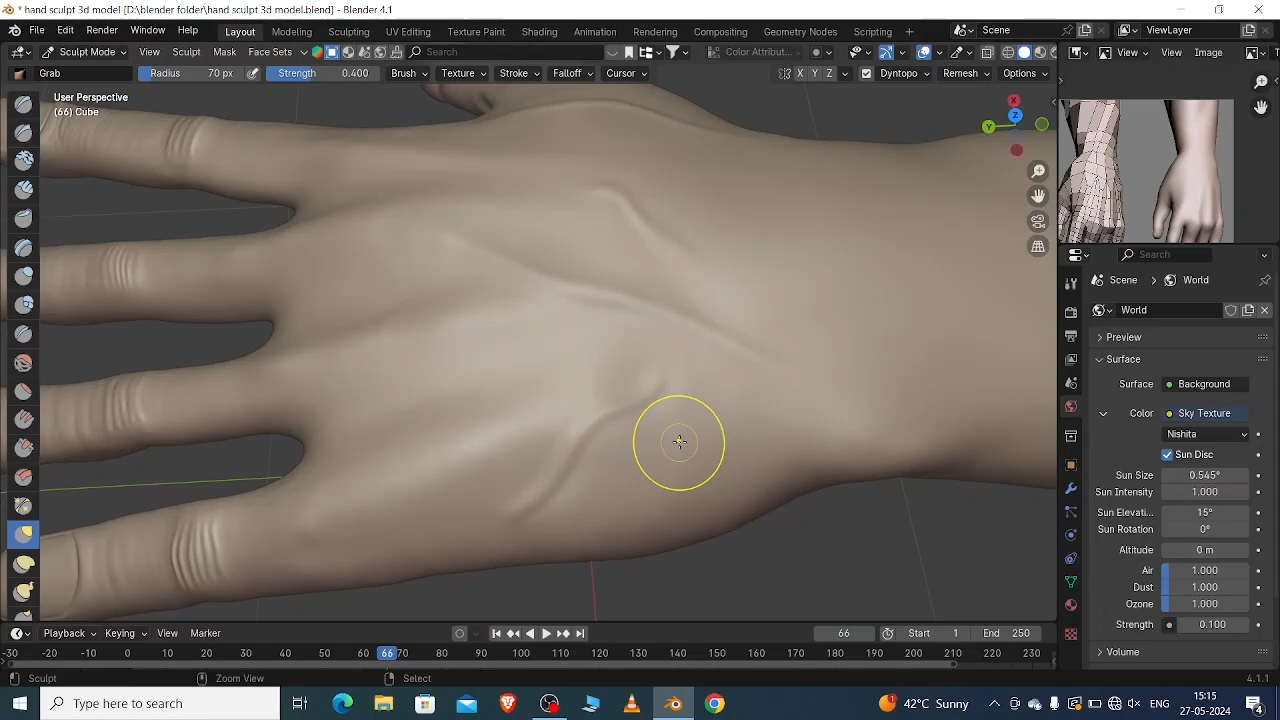 * hand sculpt 3d model [D:\blender folder\hand sculpt 3d model.blend] - Blender 4.1
File Edit Render Window Help Layout Modeling Sculpting UV Editing Texture Paint Shading Animation Rendering Compositing Geometry Nodes Scripting + Scene ViewLayer
Sculpt Mode View Sculpt Mask Face Sets Search Color Attribut... View View Image
Grab Radius 70 px Strength 0.400 Brush Texture Stroke Falloff Cursor X Y Z Dyntopo Remesh Options
User Perspective
(66) Cube
X
Z
Y
Search
Scene > World
World
Preview
Surface
Surface Background
Color Sky Texture
Nishita
Sun Disc
Sun Size 0.545°
Sun Intensity 1.000
Sun Elevati... 15°
Sun Rotation 0°
Altitude 0 m
Air 1.000
Dust 1.000
Ozone 1.000
Strength 0.100
Volume
Playback Keying View Marker 66 Start 1 End 250
-30 -20 -10 0 10 20 30 40 50 66 70 80 90 100 110 120 130 140 150 160 170 180 190 200 210 220 230
Sculpt Zoom View Select 4.1.1
Type here to search 1 42°C Sunny ENG 15:15 27-05-2024 4